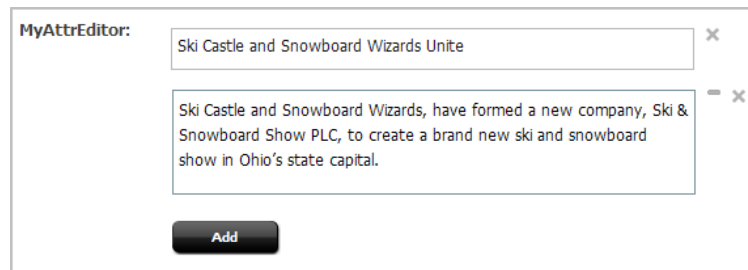 MyAttrEditor:
Ski Castle and Snowboard Wizards Unite
Ski Castle and Snowboard Wizards, have formed a new company, Ski &
Snowboard Show PLC, to create a brand new ski and snowboard
show in Ohio’s state capital.
Add